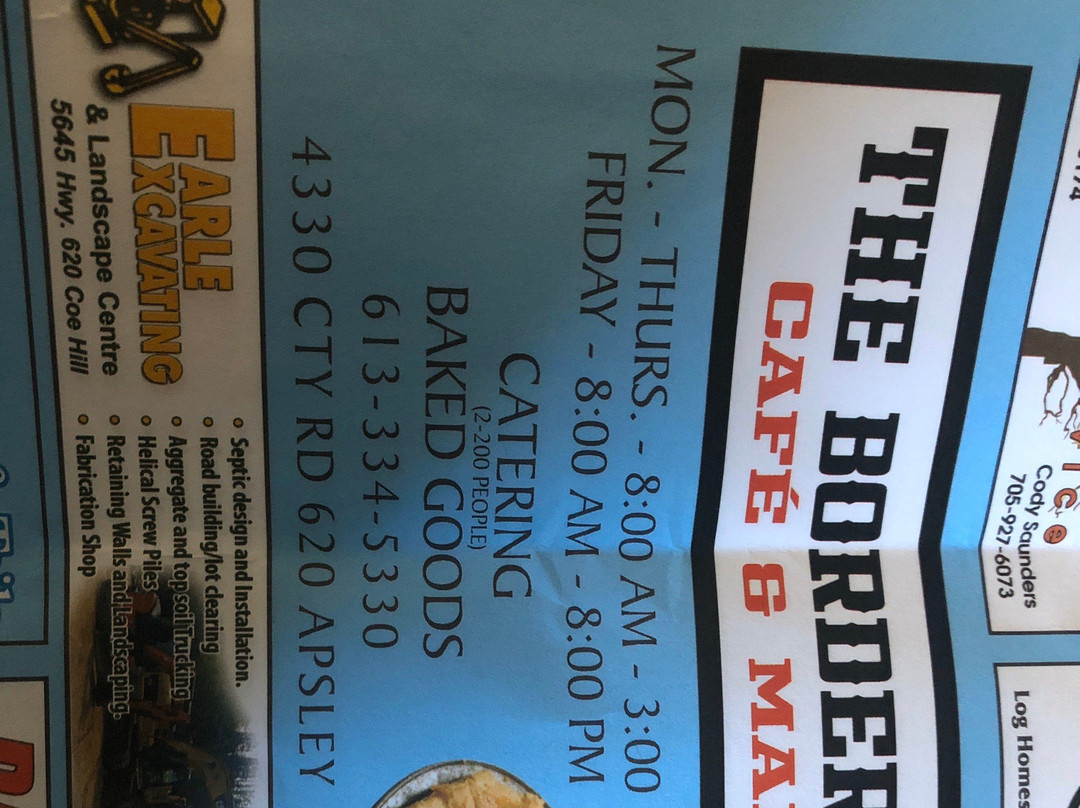 THE BORDER
CAFÉ & MA
MON. - THURS. - 8:00 AM - 3:00
FRIDAY - 8:00 AM - 8:00 PM
CATERING
(2-200 PEOPLE)
BAKED GOODS
613-334-5330
4330 CTY RD 620 APSLEY
EARLE
EXCAVATING
& Landscape Centre
5645 Hwy. 620 Coe Hill
• Septic design and Installation.
• Road building/lot clearing
• Aggregate and topsoil Trucking
• Helical Screw Piles
• Retaining Walls and landscaping.
• Fabrication Shop
Cody Saunders
705-927-6073
Log Homes